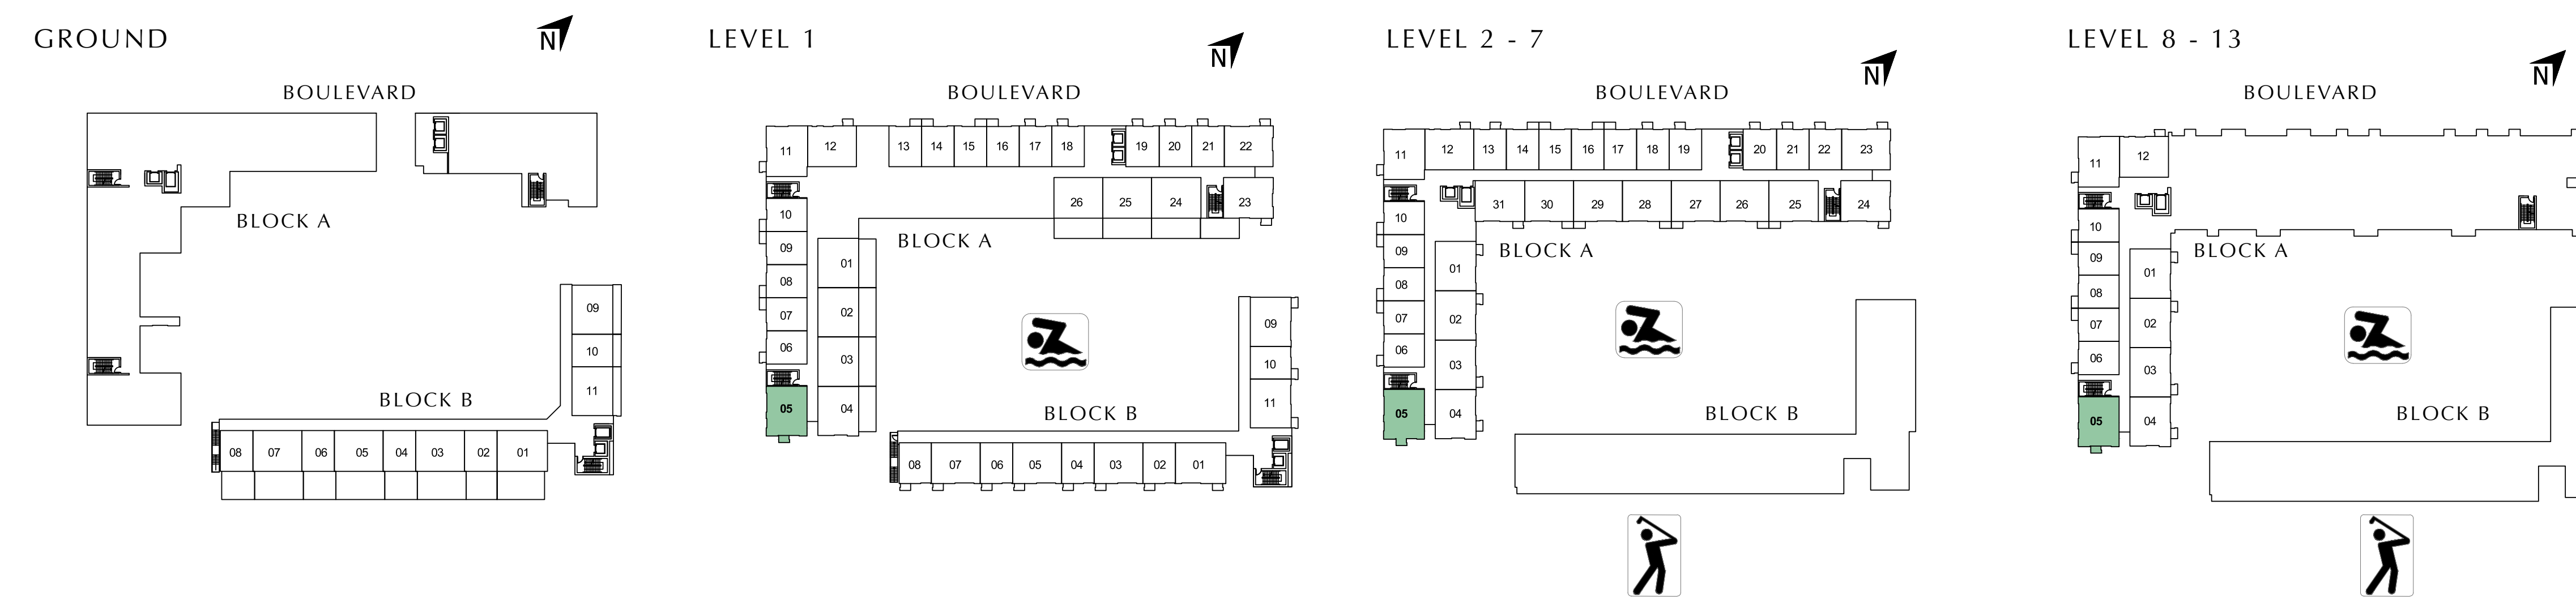 GROUND
N
BOULEVARD
BLOCK A
09
10
BLOCK B
11
08 07 06 05 04 03 02 01
LEVEL 1
N
BOULEVARD
11 12 13 14 15 16 17 18 19 20 21 22
26 25 24 23
10
BLOCK A
09
01
08
02
07
06
03
09
10
05
04
BLOCK B
11
08 07 06 05 04 03 02 01
LEVEL 2 - 7
N
BOULEVARD
11 12 13 14 15 16 17 18 19 20 21 22 23
31 30 29 28 27 26 25 24
10
09
BLOCK A
01
08
07
02
06
03
05
04
BLOCK B
LEVEL 8 - 13
N
BOULEVARD
11 12
10
BLOCK A
09
01
08
07
02
06
03
05
04
BLOCK B